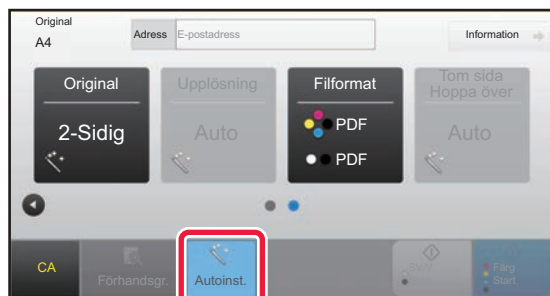 Original
A4
Adress E-postadress
Information
Original
2-Sidig
Upplösning
Auto
Filformat
PDF
PDF
Tom sida
Hoppa över
Auto
CA
Förhandsgr.
Autoinst.
Färg
Start